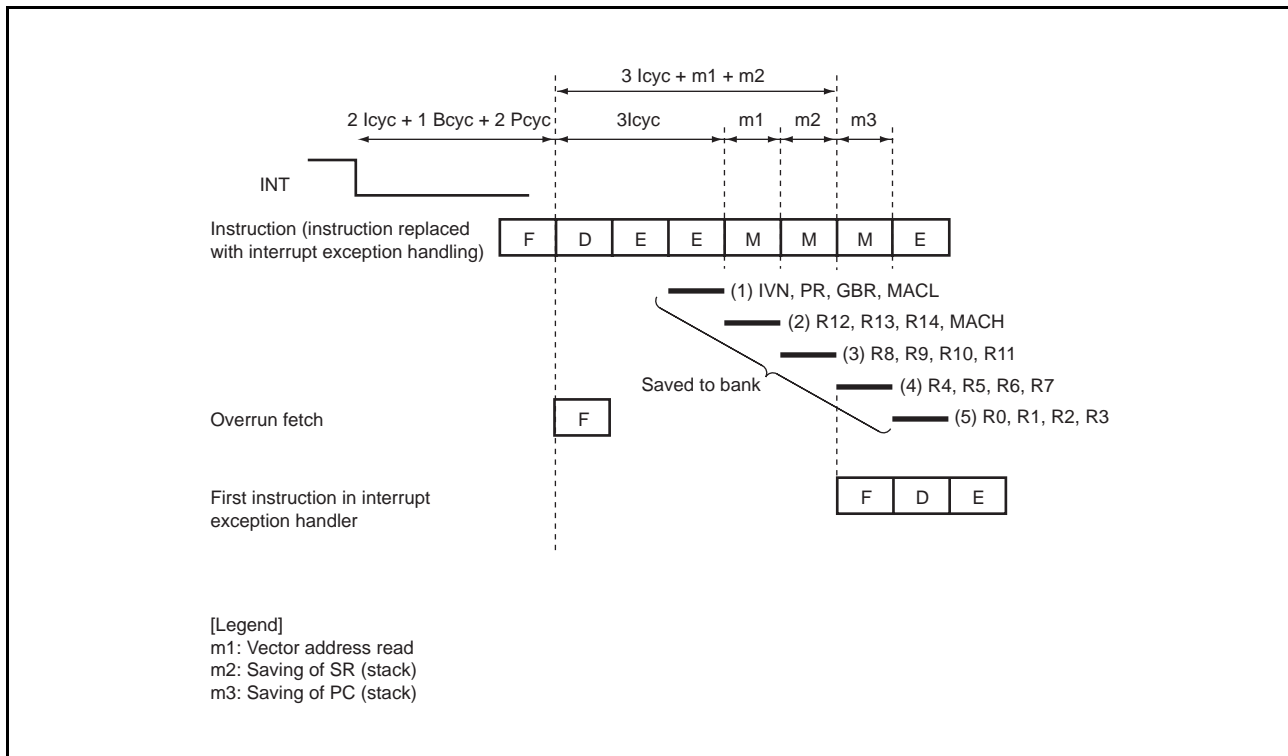 3 Icyc + m1 + m2
2 Icyc + 1 Bcyc + 2 Pcyc
3Icyc
m1
m2
m3
INT
Instruction (instruction replaced
with interrupt exception handling)
F D E E M M M E
(1) IVN, PR, GBR, MACL
(2) R12, R13, R14, MACH
(3) R8, R9, R10, R11
Saved to bank
(4) R4, R5, R6, R7
(5) R0, R1, R2, R3
Overrun fetch
F
First instruction in interrupt
exception handler
F D E
[Legend]
m1: Vector address read
m2: Saving of SR (stack)
m3: Saving of PC (stack)